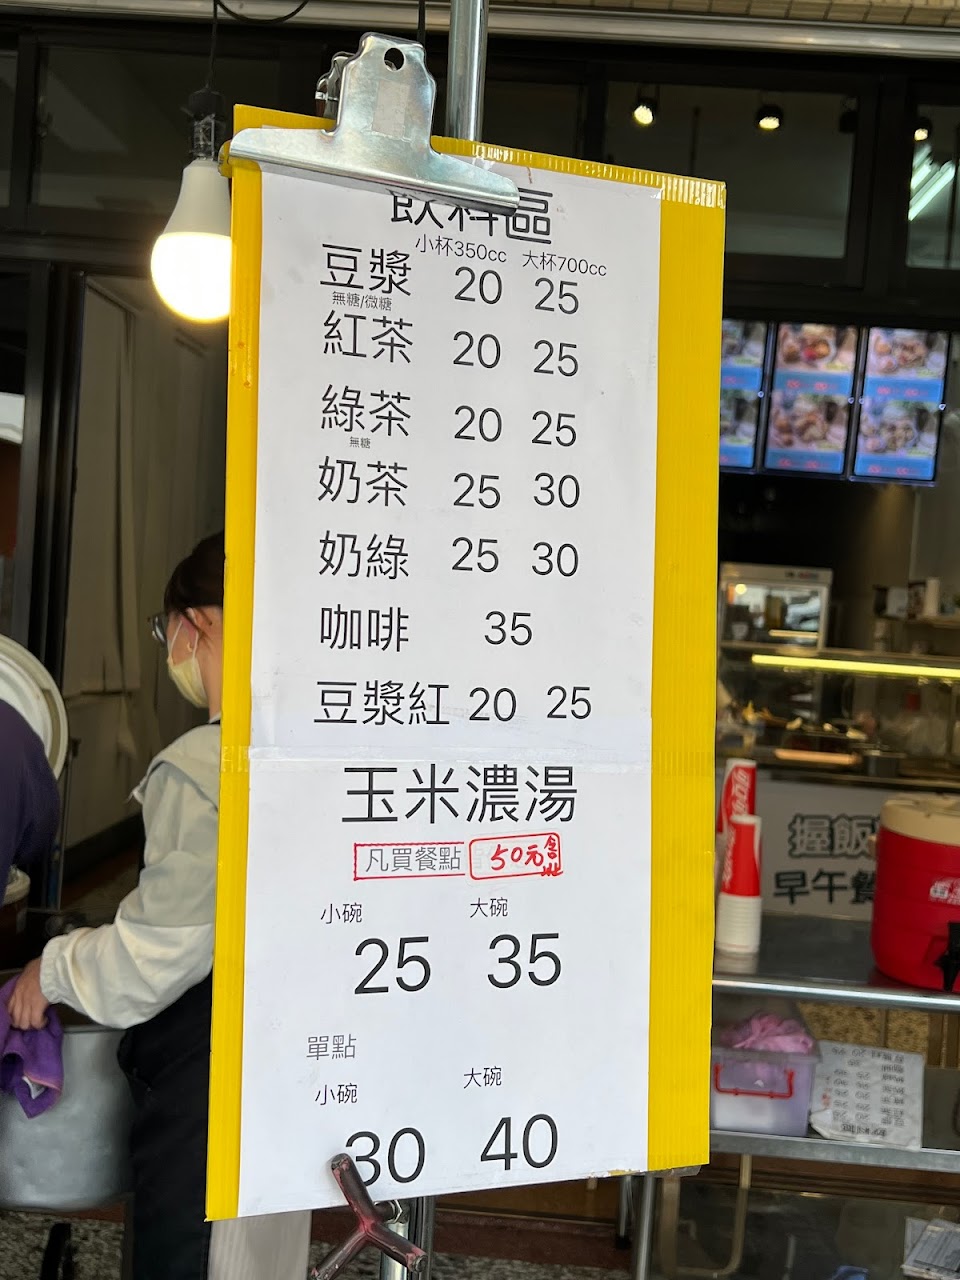 飲料區
小杯350cc 大杯700cc
豆漿 20 25
無糖/微糖
紅茶 20 25
綠茶 20 25
無糖
奶茶 25 30
奶綠 25 30
咖啡 35
豆漿紅 20 25
玉米濃湯
凡買餐點 50元含以上
小碗 大碗
25 35
單點
小碗 大碗
30 40
握飯
早午餐